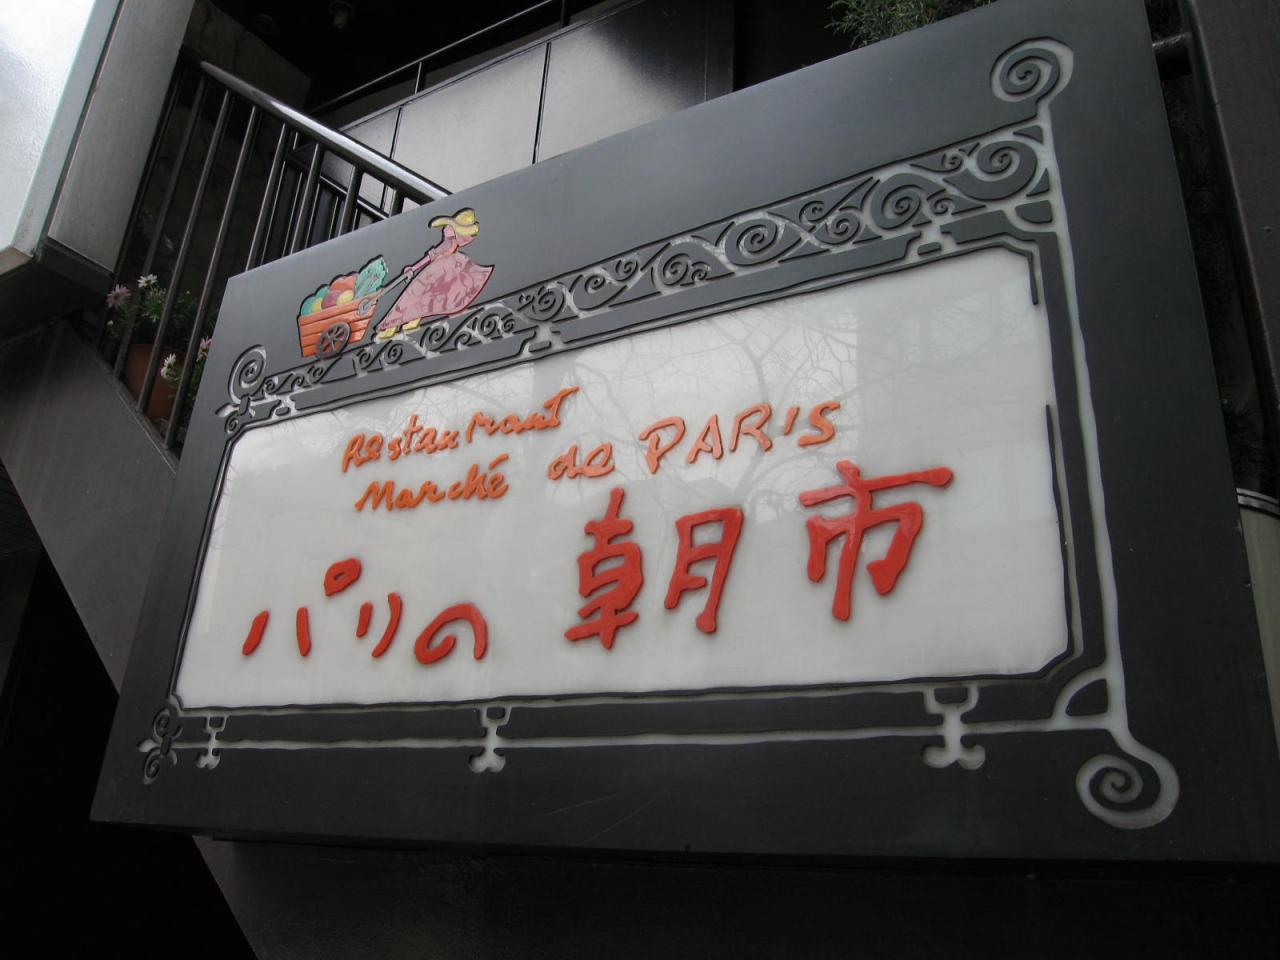 Restaurant
Marché de PARIS
パリの朝市